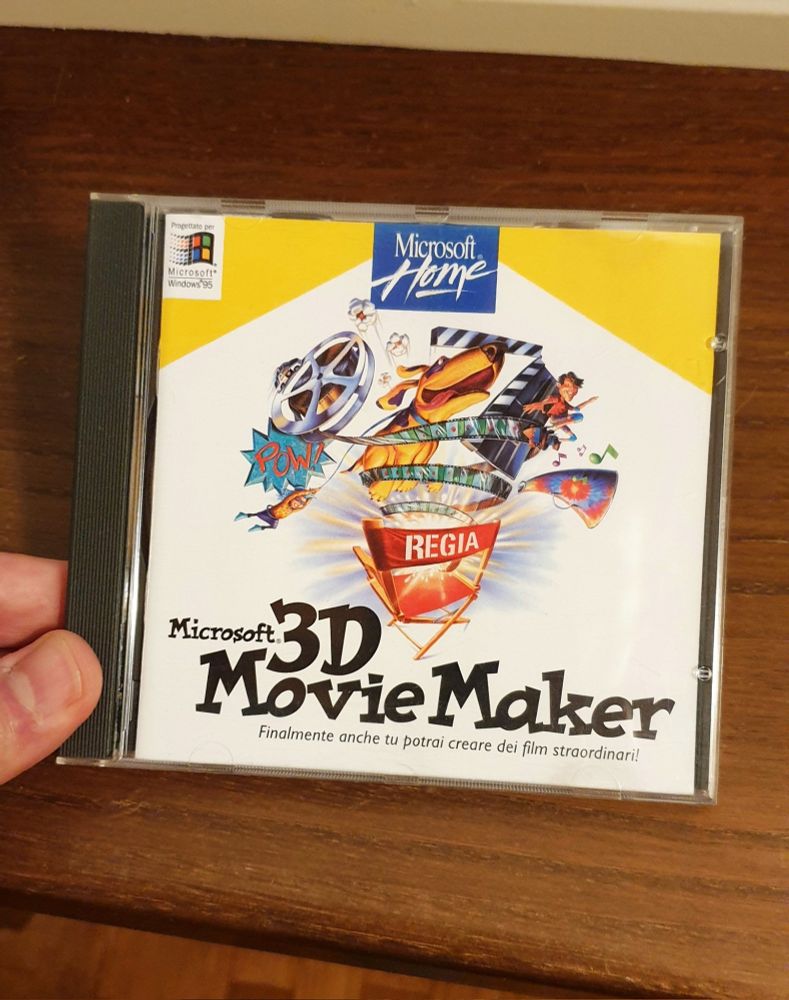 Progettato per
Microsoft®
Windows®95
Microsoft®
Home
POW!
REGIA
Microsoft® 3D
Movie Maker
Finalmente anche tu potrai creare dei film straordinari!